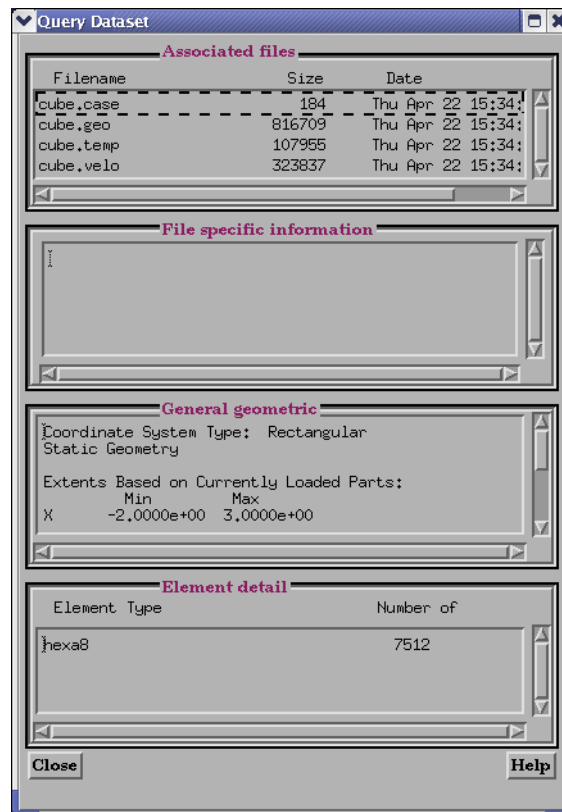 Query Dataset
Associated files
Filename Size Date
cube.case 184 Thu Apr 22 15:34:
cube.geo 816709 Thu Apr 22 15:34:
cube.temp 107955 Thu Apr 22 15:34:
cube.velo 323837 Thu Apr 22 15:34:
File specific information
General geometric
Coordinate System Type: Rectangular
Static Geometry
Extents Based on Currently Loaded Parts:
Min Max
X -2.0000e+00 3.0000e+00
Element detail
Element Type Number of
hexa8 7512
Close Help